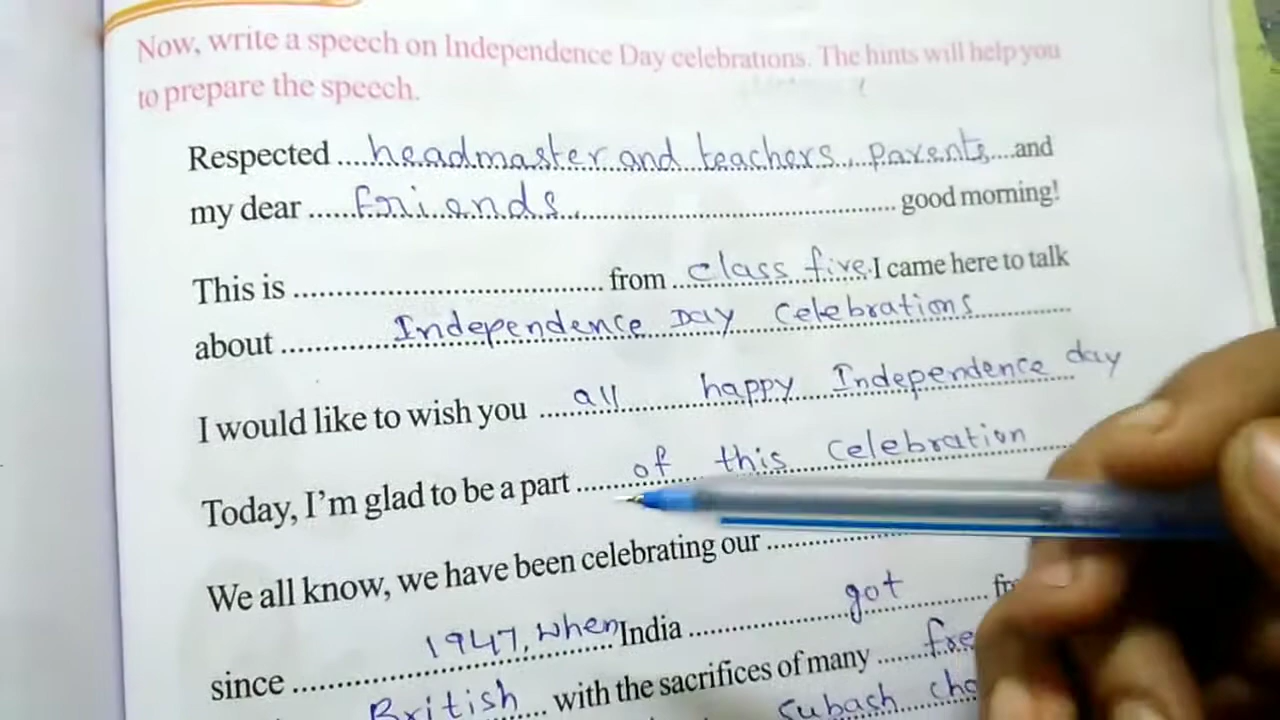 Now, write a speech on Independence Day celebrations. The hints will help you
to prepare the speech.
Respected ....headmaster and teachers, parents....and
my dear ......friends,.......................................... good morning!
This is ........................................ from ...class five.I came here to talk
about ..............Independence Day Celebrations..............
I would like to wish you ....all....happy Independence day
Today, I'm glad to be a part .......of this celebration......
We all know, we have been celebrating our ....................
since ....................1947, when India ....................got............
British.... with the sacrifices of many ........
Subash